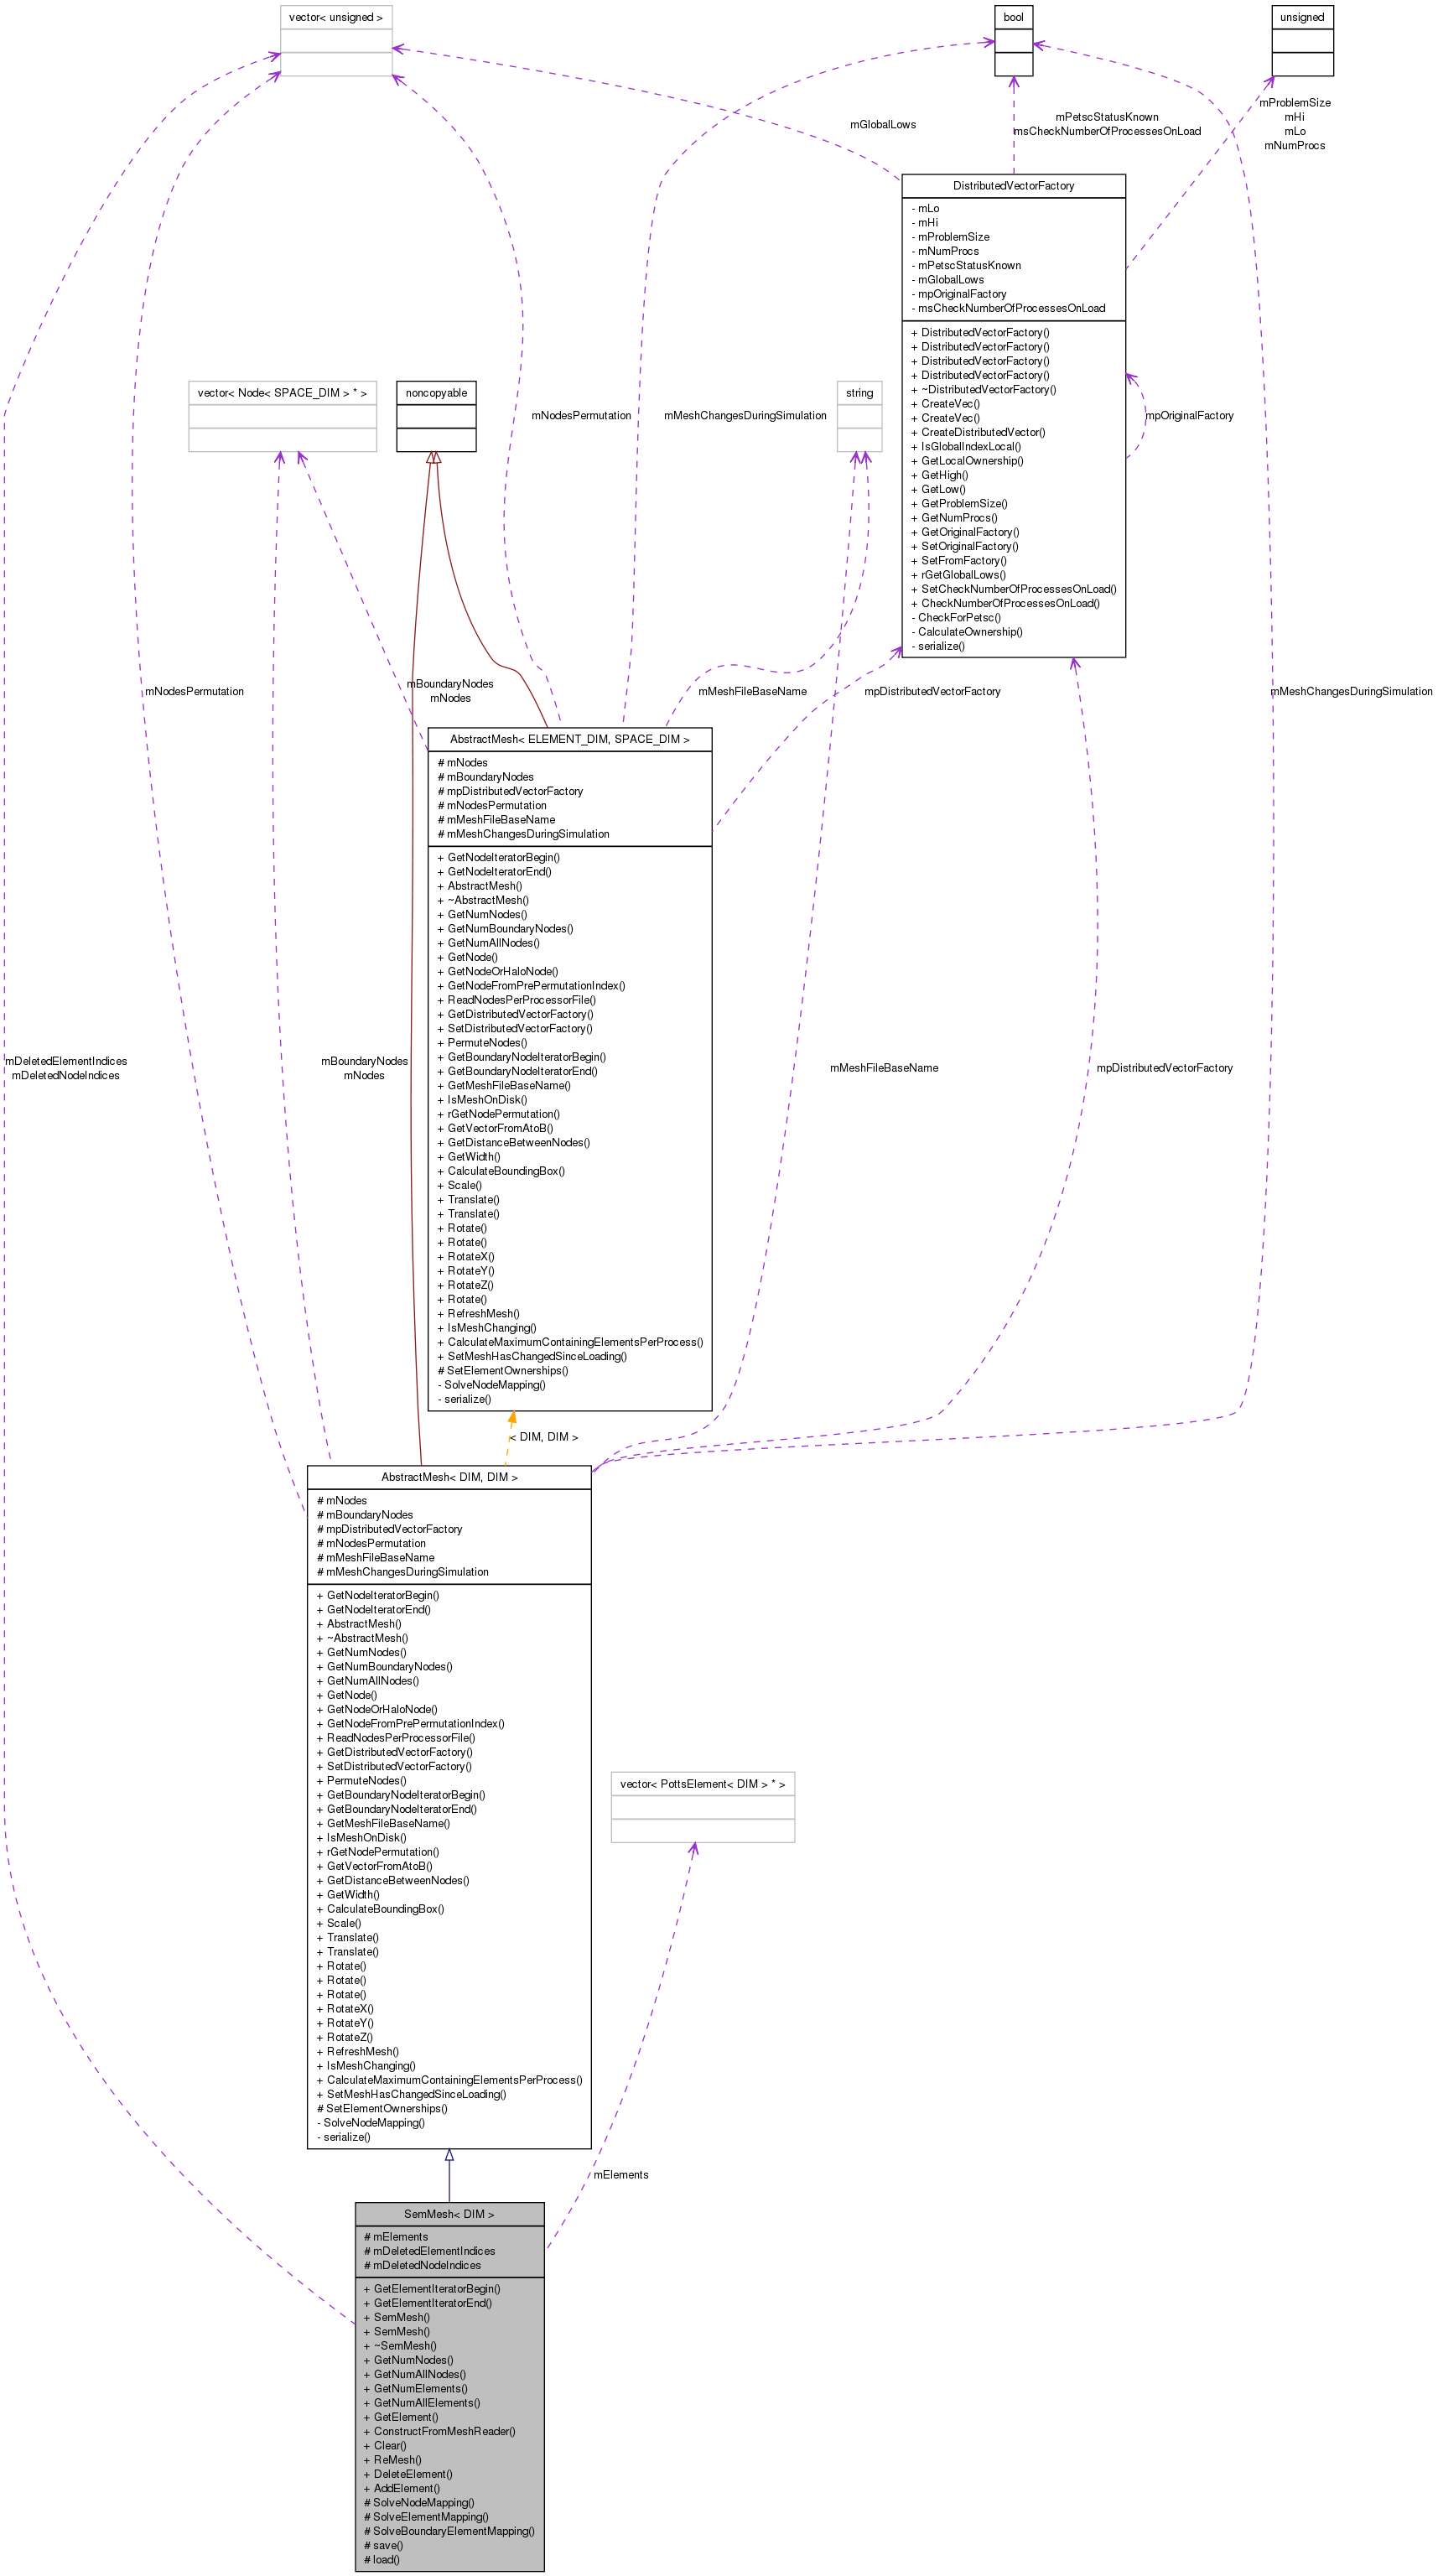 vector< unsigned >
bool
unsigned
mGlobalLows
mPetscStatusKnown
msCheckNumberOfProcessesOnLoad
mProblemSize
mHi
mLo
mNumProcs
DistributedVectorFactory
- mLo
- mHi
- mProblemSize
- mNumProcs
- mPetscStatusKnown
- mGlobalLows
- mpOriginalFactory
- msCheckNumberOfProcessesOnLoad
+ DistributedVectorFactory()
+ DistributedVectorFactory()
+ DistributedVectorFactory()
+ DistributedVectorFactory()
+ ~DistributedVectorFactory()
+ CreateVec()
+ CreateVec()
+ CreateDistributedVector()
+ IsGlobalIndexLocal()
+ GetLocalOwnership()
+ GetHigh()
+ GetLow()
+ GetProblemSize()
+ GetNumProcs()
+ GetOriginalFactory()
+ SetOriginalFactory()
+ SetFromFactory()
+ rGetGlobalLows()
+ SetCheckNumberOfProcessesOnLoad()
+ CheckNumberOfProcessesOnLoad()
- CheckForPetsc()
- CalculateOwnership()
- serialize()
vector< Node< SPACE_DIM > * >
noncopyable
string
mNodesPermutation
mMeshChangesDuringSimulation
mpOriginalFactory
mNodesPermutation
mBoundaryNodes
mNodes
mMeshFileBaseName
mpDistributedVectorFactory
mMeshChangesDuringSimulation
AbstractMesh< ELEMENT_DIM, SPACE_DIM >
# mNodes
# mBoundaryNodes
# mpDistributedVectorFactory
# mNodesPermutation
# mMeshFileBaseName
# mMeshChangesDuringSimulation
+ GetNodeIteratorBegin()
+ GetNodeIteratorEnd()
+ AbstractMesh()
+ ~AbstractMesh()
+ GetNumNodes()
+ GetNumBoundaryNodes()
+ GetNumAllNodes()
+ GetNode()
+ GetNodeOrHaloNode()
+ GetNodeFromPrePermutationIndex()
+ ReadNodesPerProcessorFile()
+ GetDistributedVectorFactory()
+ SetDistributedVectorFactory()
+ PermuteNodes()
+ GetBoundaryNodeIteratorBegin()
+ GetBoundaryNodeIteratorEnd()
+ GetMeshFileBaseName()
+ IsMeshOnDisk()
+ rGetNodePermutation()
+ GetVectorFromAtoB()
+ GetDistanceBetweenNodes()
+ GetWidth()
+ CalculateBoundingBox()
+ Scale()
+ Translate()
+ Translate()
+ Rotate()
+ Rotate()
+ RotateX()
+ RotateY()
+ RotateZ()
+ Rotate()
+ RefreshMesh()
+ IsMeshChanging()
+ CalculateMaximumContainingElementsPerProcess()
+ SetMeshHasChangedSinceLoading()
# SetElementOwnerships()
- SolveNodeMapping()
- serialize()
mDeletedElementIndices
mDeletedNodeIndices
mBoundaryNodes
mNodes
mMeshFileBaseName
mpDistributedVectorFactory
< DIM, DIM >
AbstractMesh< DIM, DIM >
# mNodes
# mBoundaryNodes
# mpDistributedVectorFactory
# mNodesPermutation
# mMeshFileBaseName
# mMeshChangesDuringSimulation
+ GetNodeIteratorBegin()
+ GetNodeIteratorEnd()
+ AbstractMesh()
+ ~AbstractMesh()
+ GetNumNodes()
+ GetNumBoundaryNodes()
+ GetNumAllNodes()
+ GetNode()
+ GetNodeOrHaloNode()
+ GetNodeFromPrePermutationIndex()
+ ReadNodesPerProcessorFile()
+ GetDistributedVectorFactory()
+ SetDistributedVectorFactory()
+ PermuteNodes()
+ GetBoundaryNodeIteratorBegin()
+ GetBoundaryNodeIteratorEnd()
+ GetMeshFileBaseName()
+ IsMeshOnDisk()
+ rGetNodePermutation()
+ GetVectorFromAtoB()
+ GetDistanceBetweenNodes()
+ GetWidth()
+ CalculateBoundingBox()
+ Scale()
+ Translate()
+ Translate()
+ Rotate()
+ Rotate()
+ Rotate()
+ RotateX()
+ RotateY()
+ RotateZ()
+ RefreshMesh()
+ IsMeshChanging()
+ CalculateMaximumContainingElementsPerProcess()
+ SetMeshHasChangedSinceLoading()
# SetElementOwnerships()
- SolveNodeMapping()
- serialize()
vector< PottsElement< DIM > * >
mElements
SemMesh< DIM >
# mElements
# mDeletedElementIndices
# mDeletedNodeIndices
+ GetElementIteratorBegin()
+ GetElementIteratorEnd()
+ SemMesh()
+ SemMesh()
+ ~SemMesh()
+ GetNumNodes()
+ GetNumAllNodes()
+ GetNumElements()
+ GetNumAllElements()
+ GetElement()
+ ConstructFromMeshReader()
+ Clear()
+ ReMesh()
+ DeleteElement()
+ AddElement()
# SolveNodeMapping()
# SolveElementMapping()
# SolveBoundaryElementMapping()
# save()
# load()